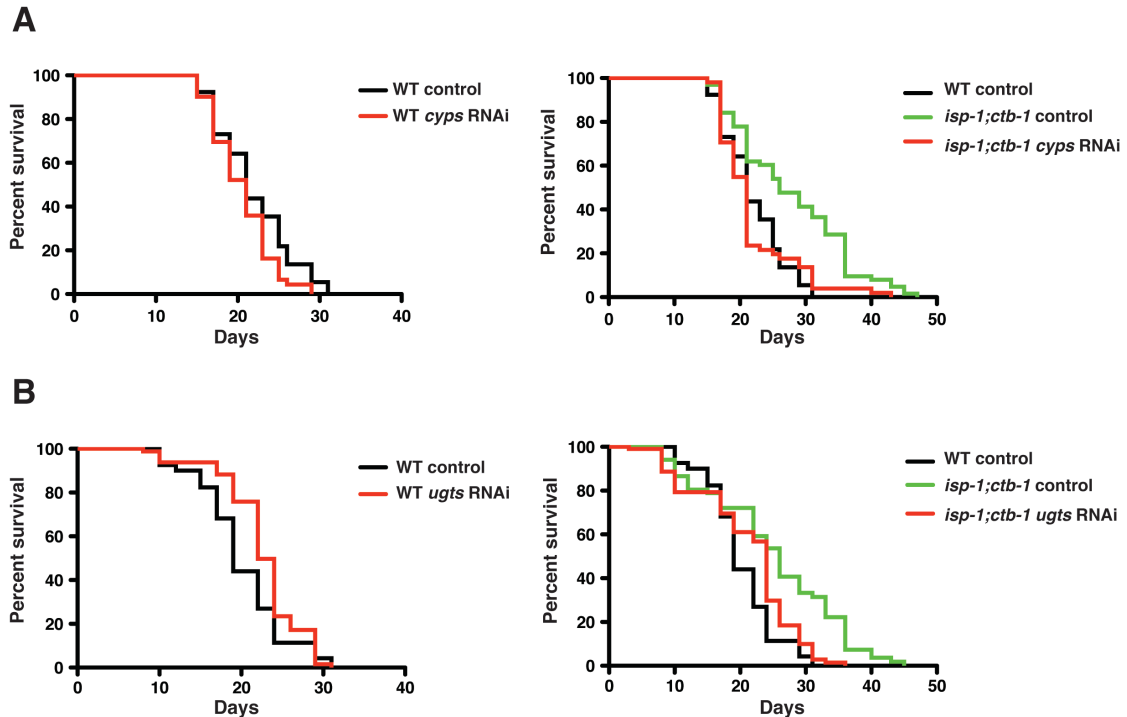 A
WT control
WT cyps RNAi
Percent survival
100
80
60
40
20
0
0 10 20 30 40
Days
WT control
isp-1;ctb-1 control
isp-1;ctb-1 cyps RNAi
Percent survival
100
80
60
40
20
0
0 10 20 30 40 50
Days
B
WT control
WT ugts RNAi
Percent survival
100
80
60
40
20
0
0 10 20 30 40
Days
WT control
isp-1;ctb-1 control
isp-1;ctb-1 ugts RNAi
Percent survival
100
80
60
40
20
0
0 10 20 30 40 50
Days